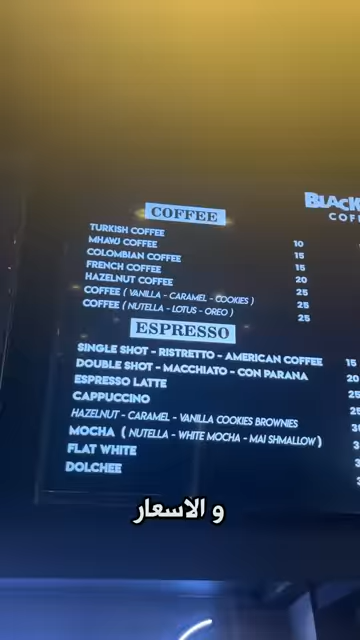 BLACK
COFFEE
TURKISH COFFEE 10
MHAWJ COFFEE 15
COLOMBIAN COFFEE 15
FRENCH COFFEE 20
HAZELNUT COFFEE 25
COFFEE ( VANILLA - CARAMEL - COOKIES ) 25
COFFEE ( NUTELLA - LOTUS - OREO ) 25
ESPRESSO
SINGLE SHOT - RISTRETTO - AMERICAN COFFEE 15
DOUBLE SHOT - MACCHIATO - CON PARANA 20
ESPRESSO LATTE
CAPPUCCINO
HAZELNUT - CARAMEL - VANILLA COOKIES BROWNIES
MOCHA ( NUTELLA - WHITE MOCHA - MAI SHMALLOW )
FLAT WHITE
DOLCHEE
و الاسعار